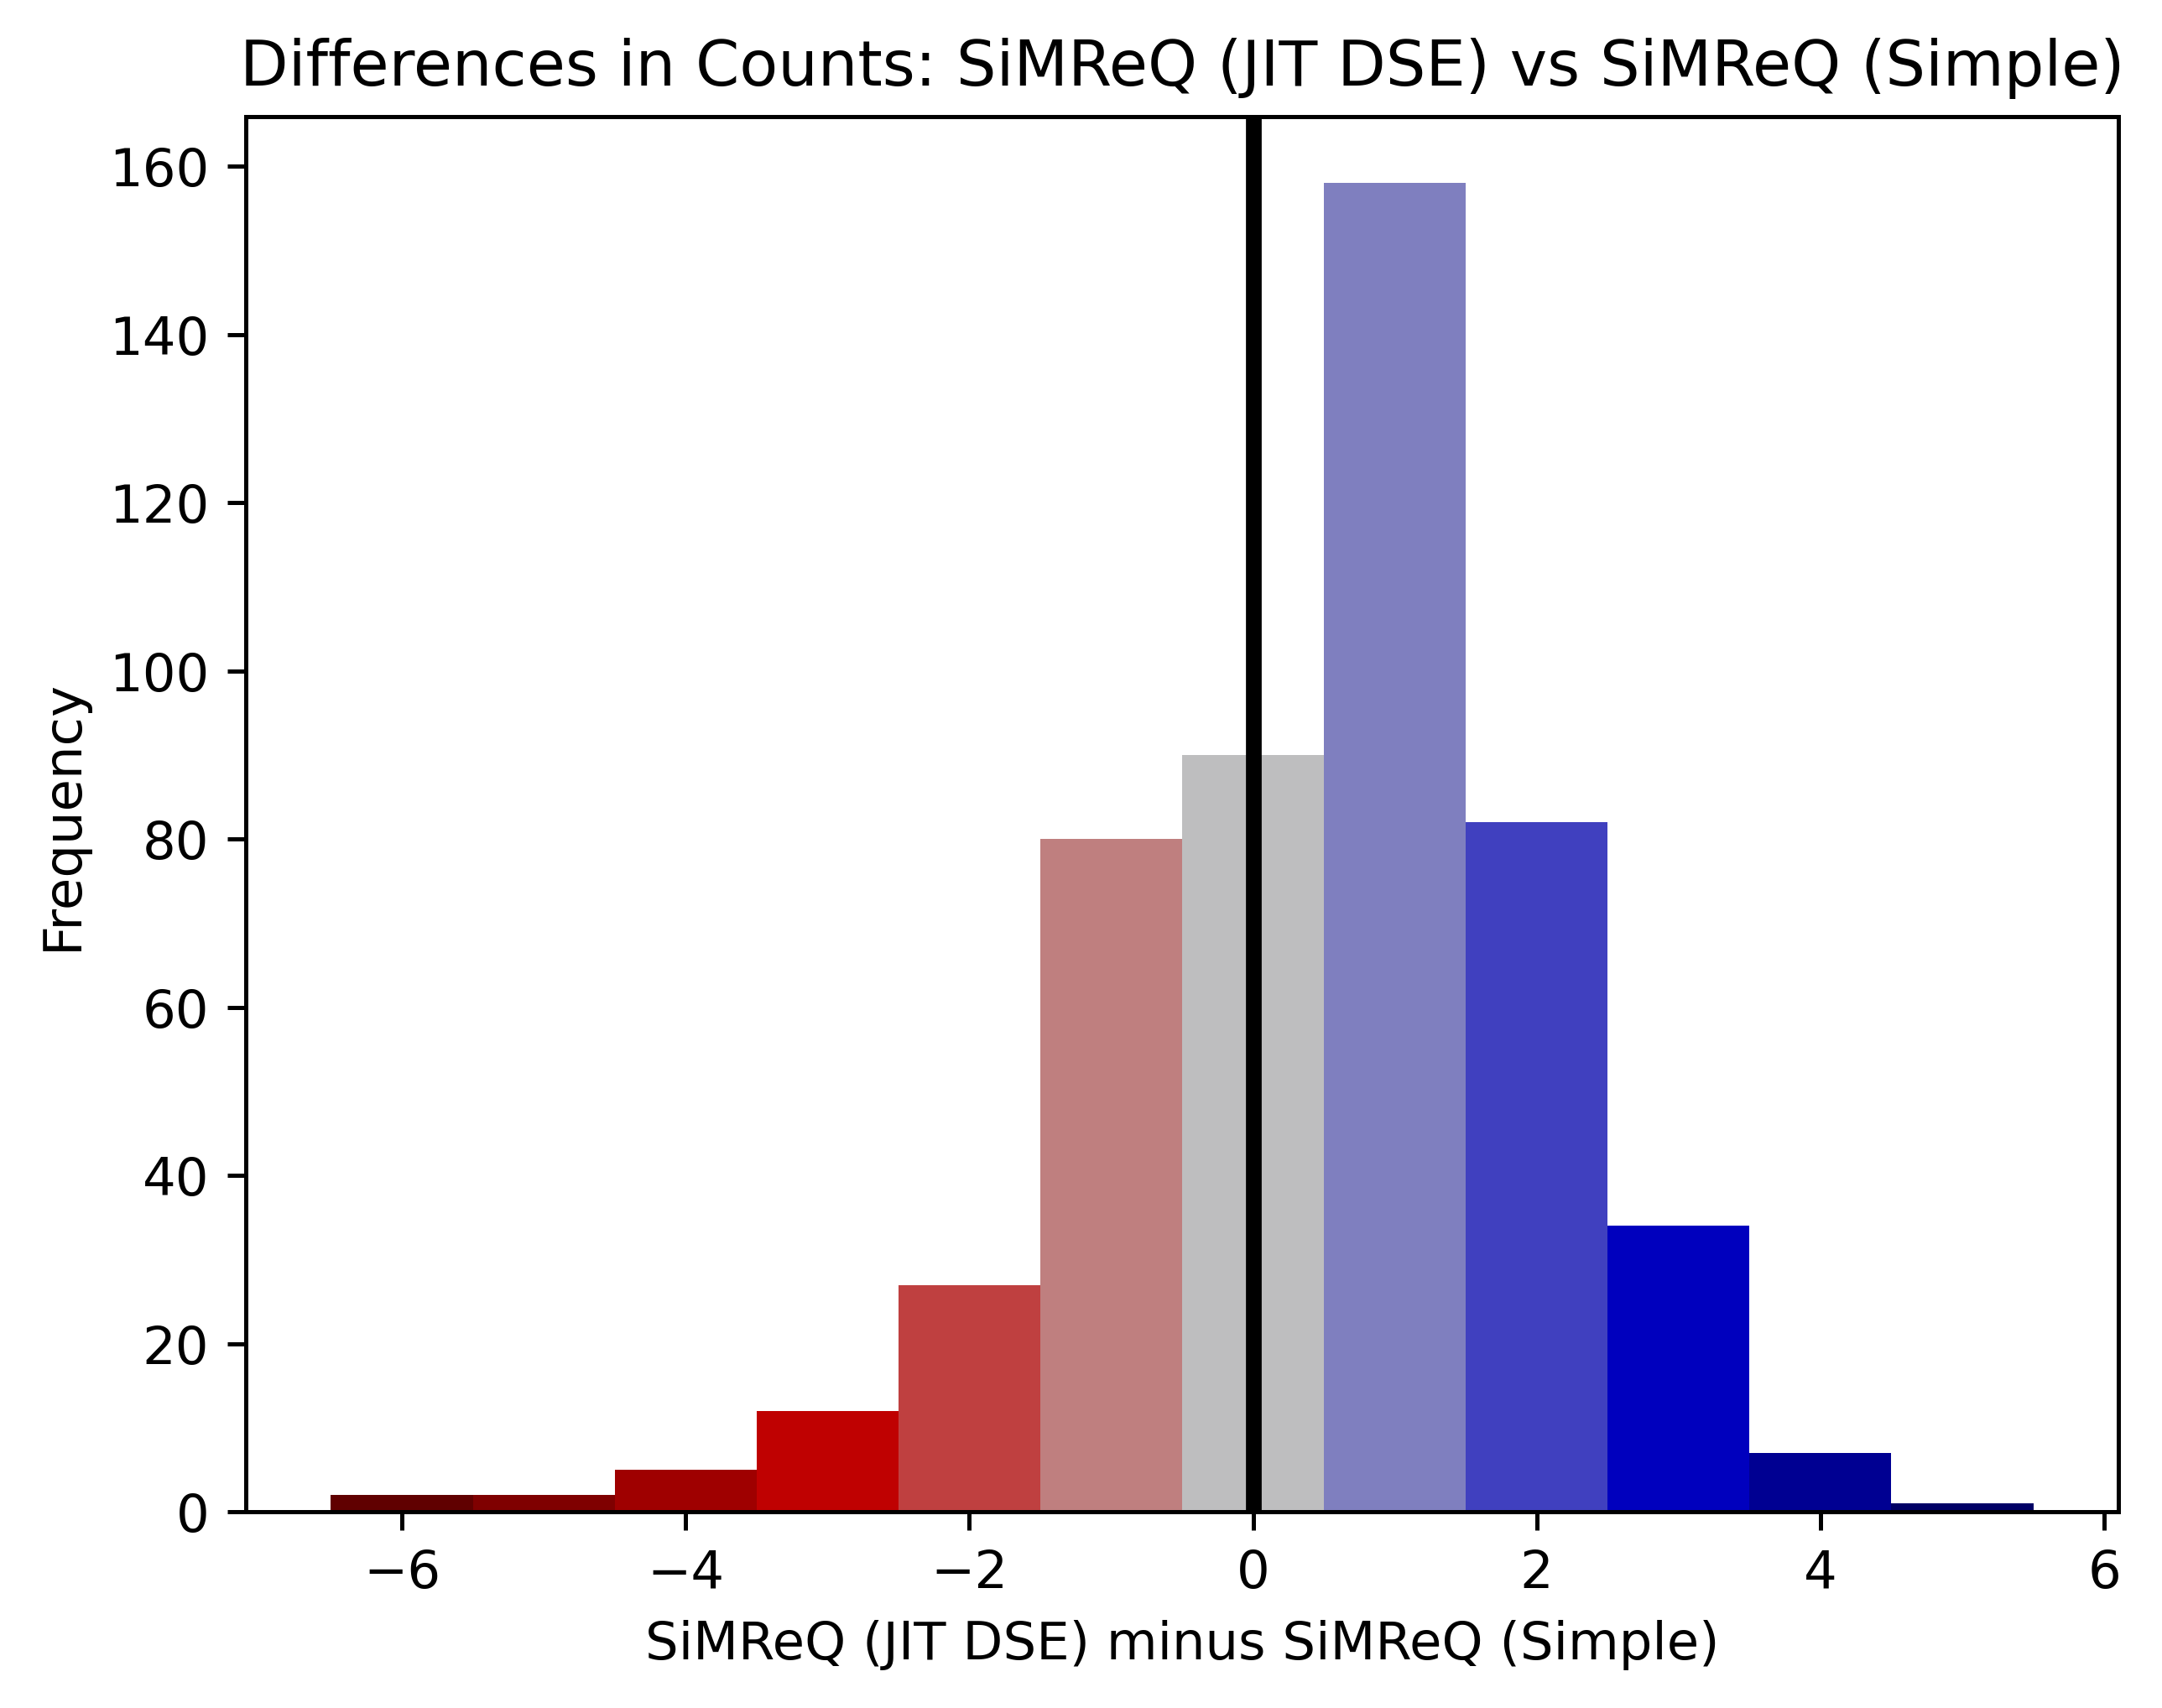 Differences in Counts: SiMReQ (JIT DSE) vs SiMReQ (Simple)
160
140
120
100
80
60
40
20
0
Frequency
−6 −4 −2 0 2 4 6
SiMReQ (JIT DSE) minus SiMReQ (Simple)